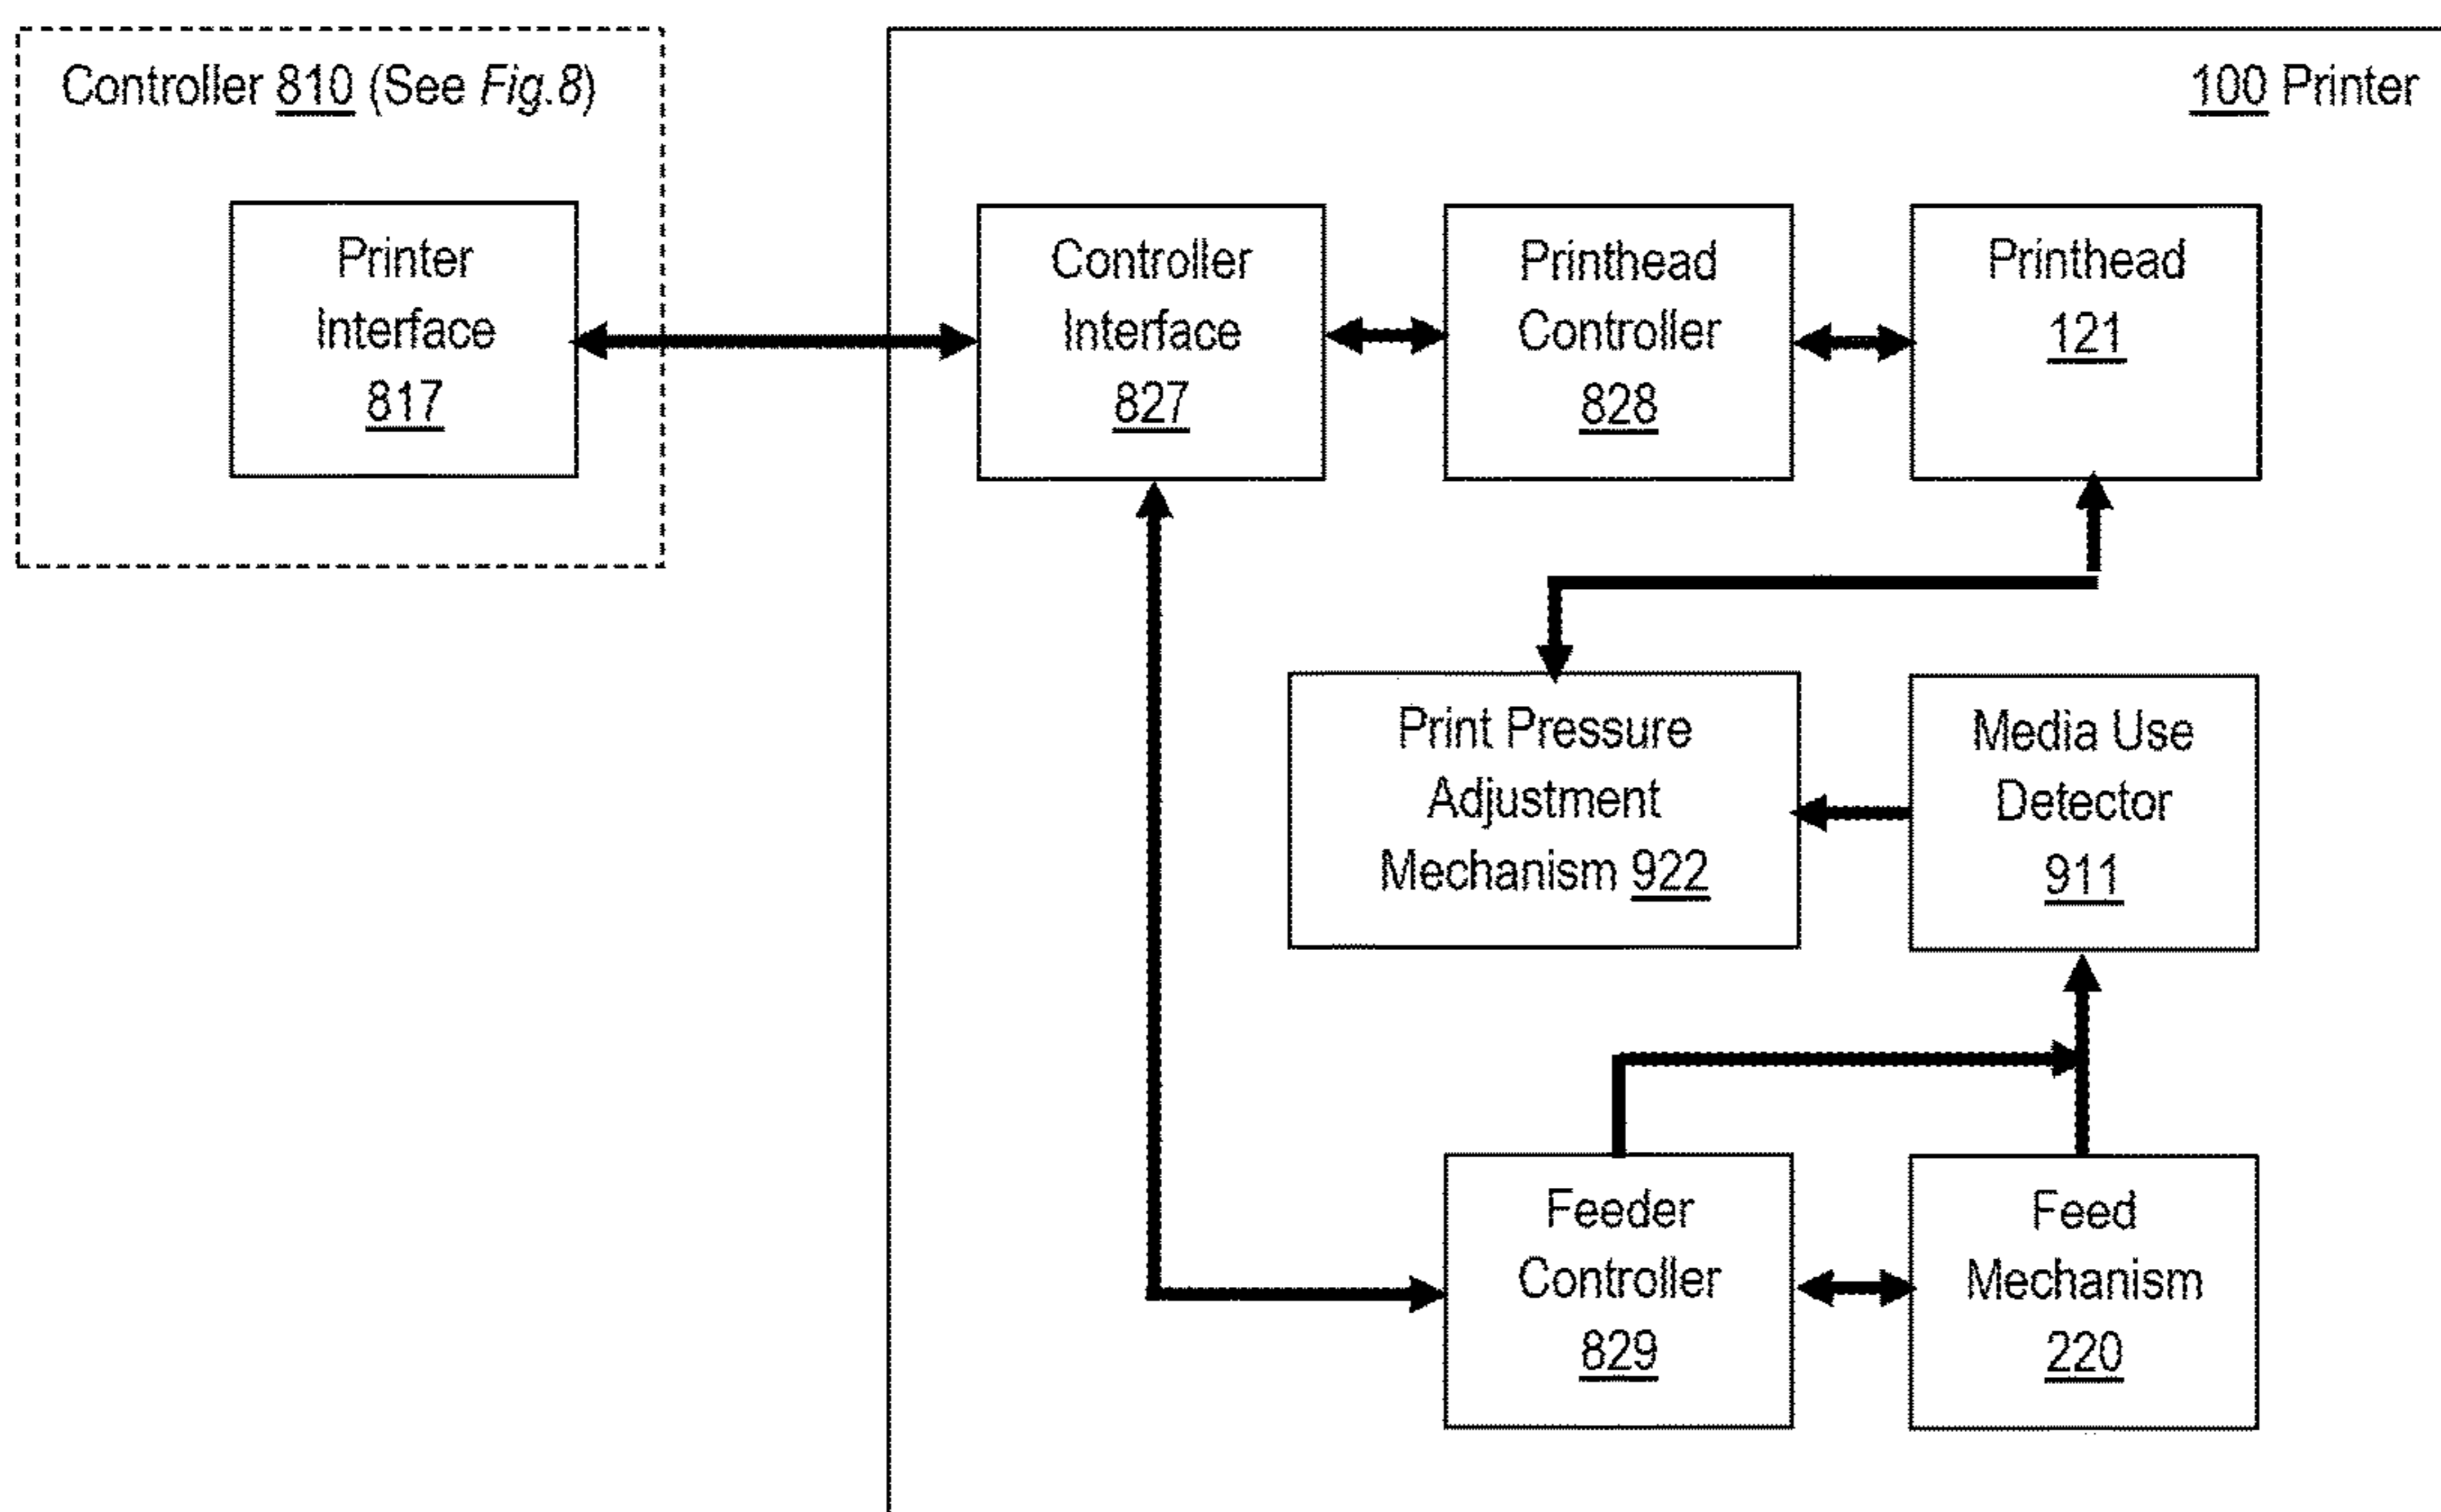 Controller 810 (See Fig.8)
100 Printer
Printer
Interface
817
Controller
Interface
827
Printhead
Controller
828
Printhead
121
Print Pressure
Adjustment
Mechanism 922
Media Use
Detector
911
Feeder
Controller
829
Feed
Mechanism
220